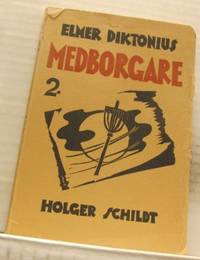 ELMER DIKTONIUS
MEDBORGARE
2.
HOLGER SCHILDT